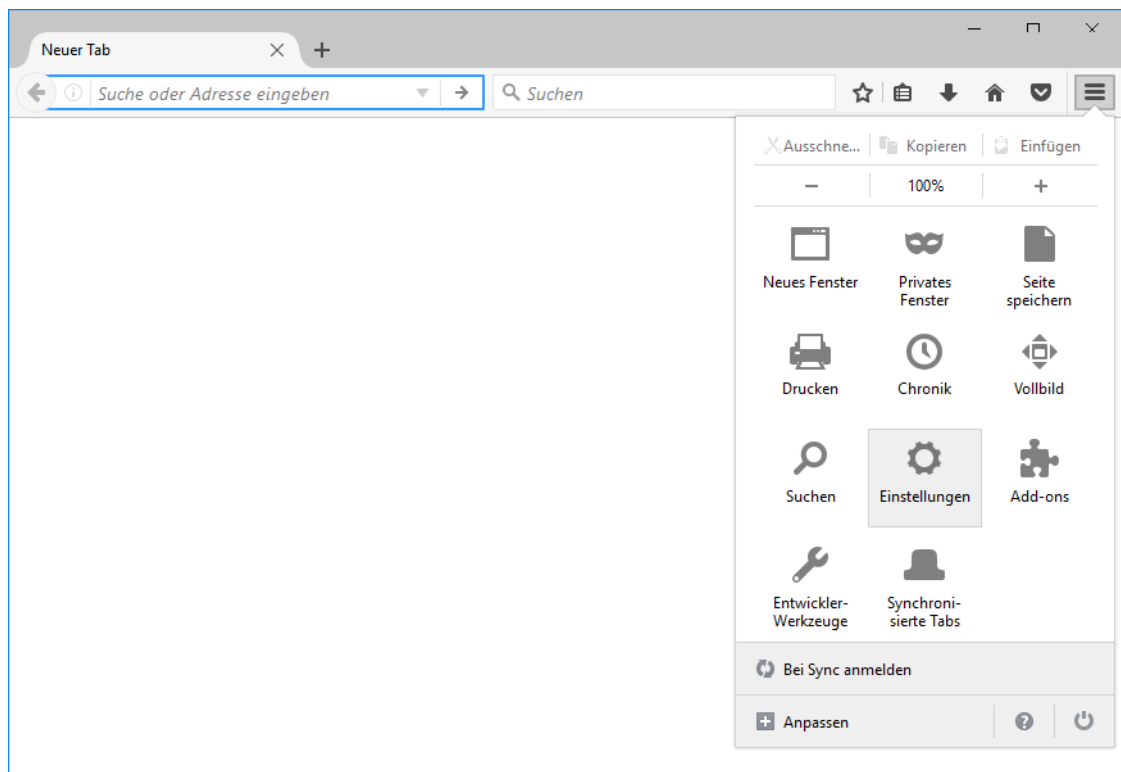 Neuer Tab
Suche oder Adresse eingeben
Suchen
Ausschne...
Kopieren
Einfügen
100%
Neues Fenster
Privates
Fenster
Seite
speichern
Drucken
Chronik
Vollbild
Suchen
Einstellungen
Add-ons
Entwickler-
Werkzeuge
Synchroni-
sierte Tabs
Bei Sync anmelden
Anpassen